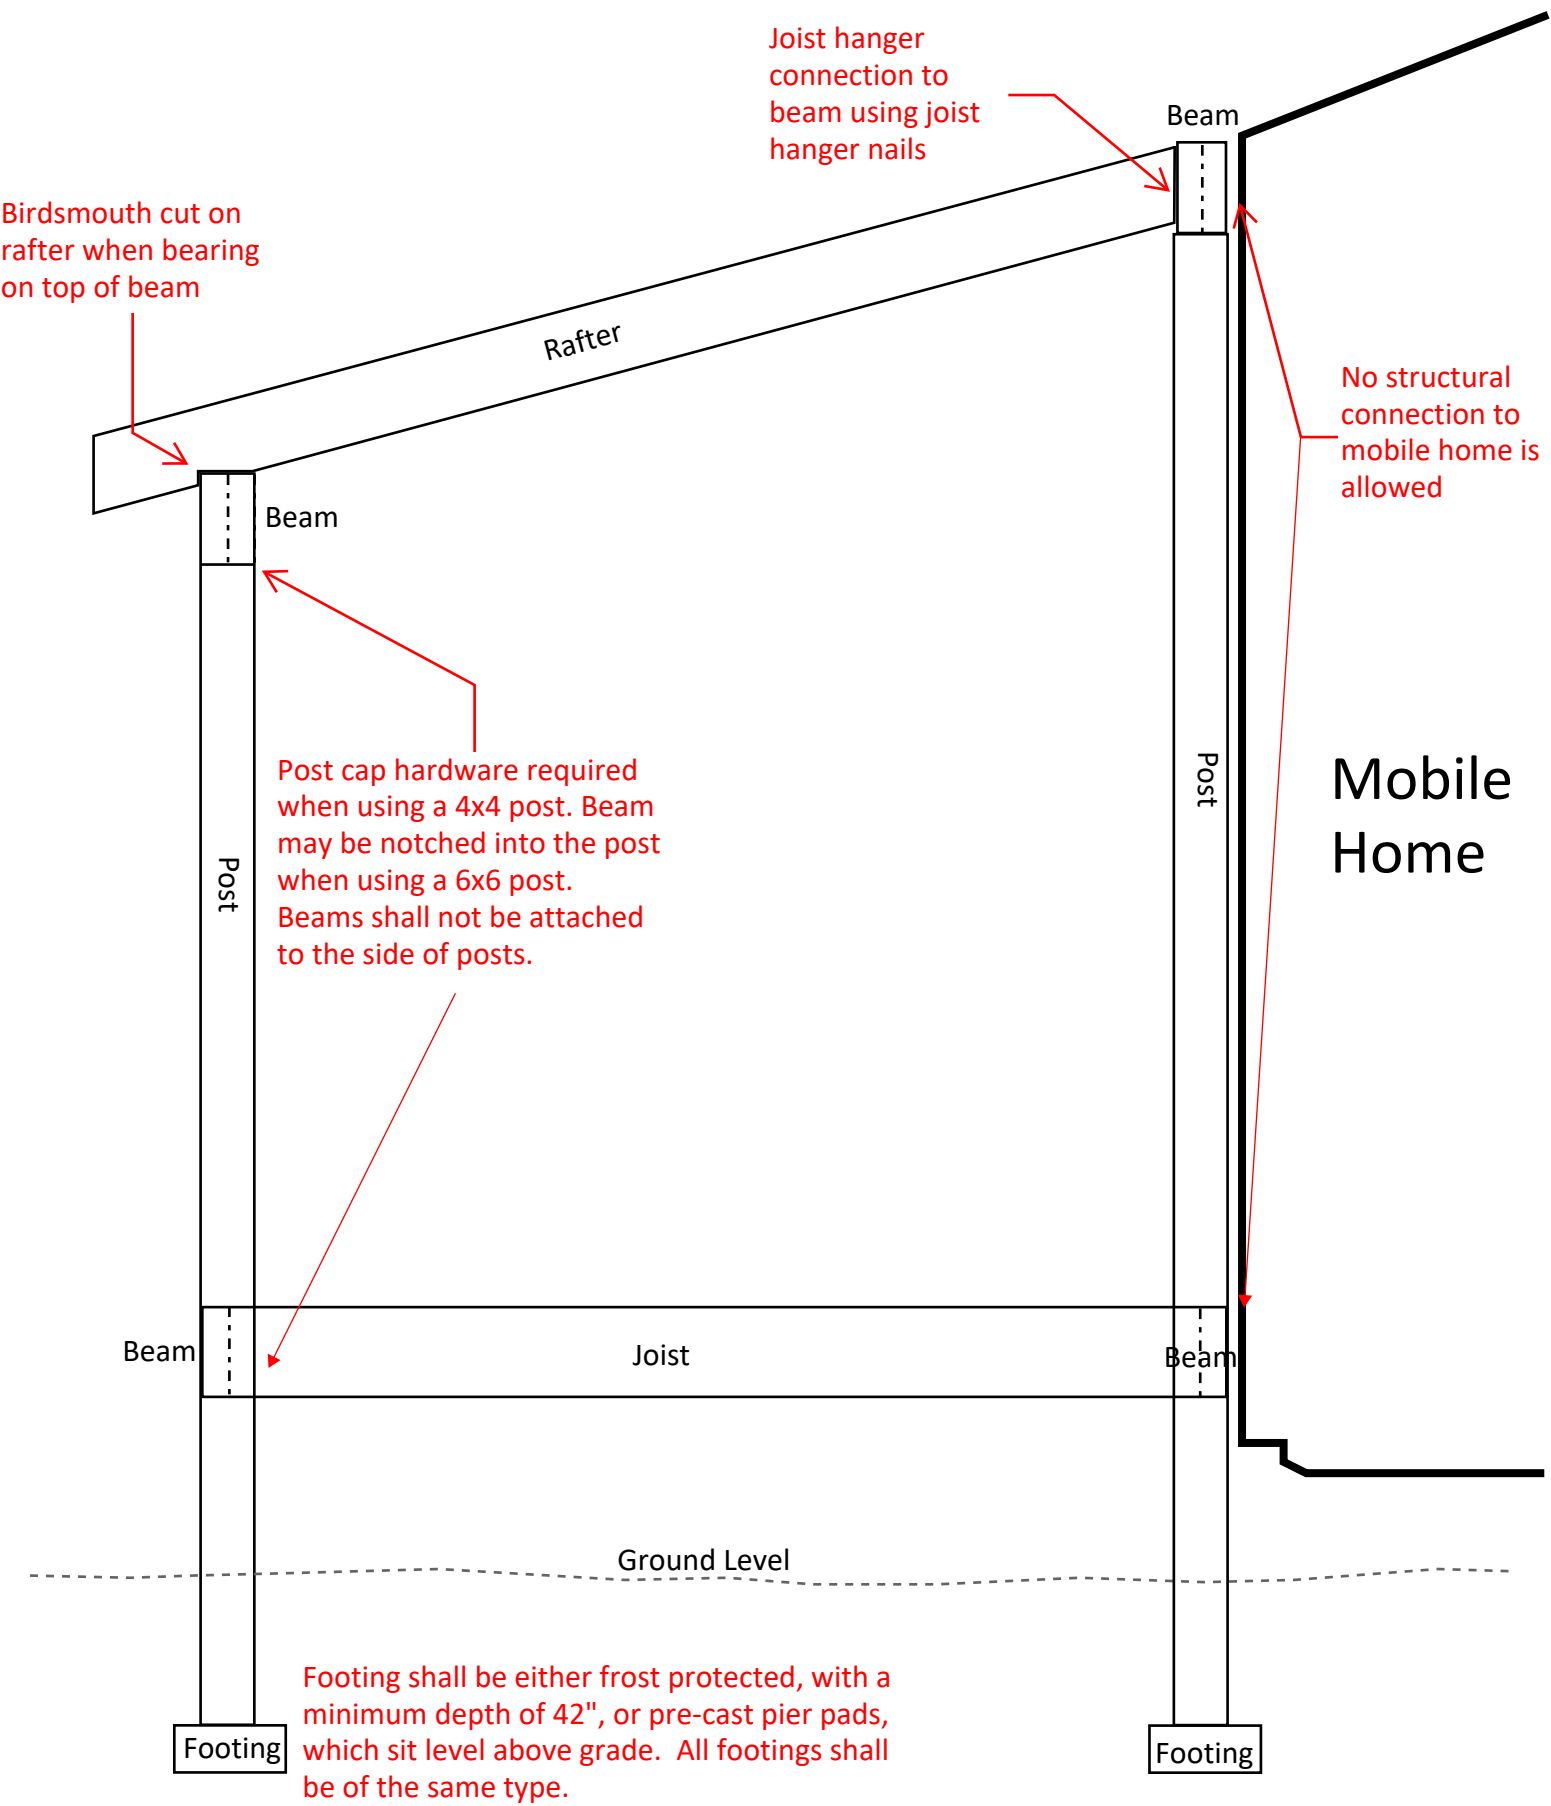 Joist hanger
connection to
beam using joist
hanger nails
Beam
Birdsmouth cut on
rafter when bearing
on top of beam
Rafter
No structural
connection to
mobile home is
allowed
Beam
Post cap hardware required
when using a 4x4 post. Beam
may be notched into the post
when using a 6x6 post.
Beams shall not be attached
to the side of posts.
Post
Post
Mobile
Home
Beam
Joist
Beam
Ground Level
Footing shall be either frost protected, with a
minimum depth of 42", or pre-cast pier pads,
which sit level above grade.  All footings shall
be of the same type.
Footing
Footing